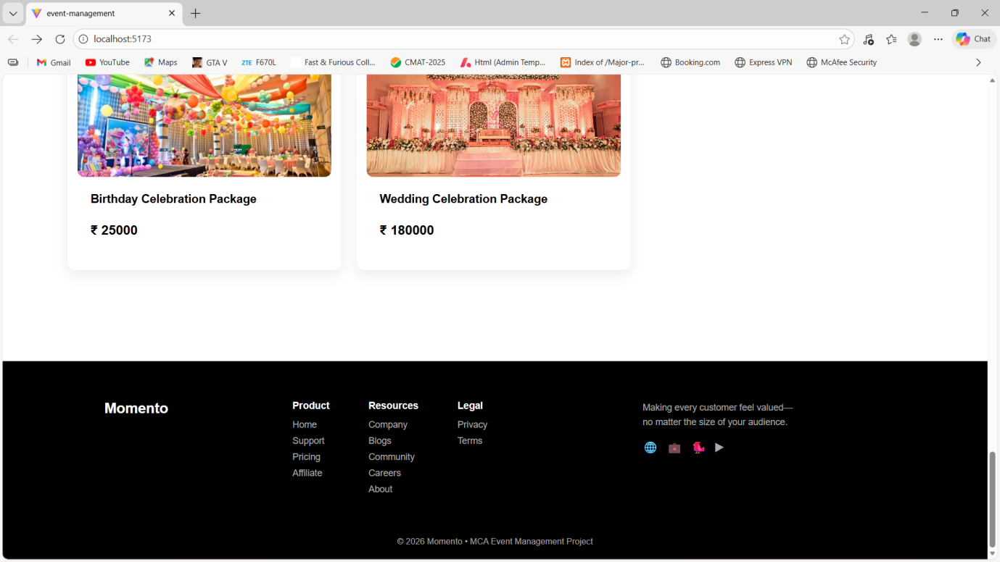 event-management
localhost:5173
Chat
Gmail
YouTube
Maps
GTA V
ZTE F670L
Fast & Furious Coll...
CMAT-2025
Html (Admin Temp...
Index of /Major-pr...
Booking.com
Express VPN
McAfee Security
Birthday Celebration Package
₹ 25000
Wedding Celebration Package
₹ 180000
Momento
Product
Home
Support
Pricing
Affiliate
Resources
Company
Blogs
Community
Careers
About
Legal
Privacy
Terms
Making every customer feel valued—
no matter the size of your audience.
© 2026 Momento • MCA Event Management Project